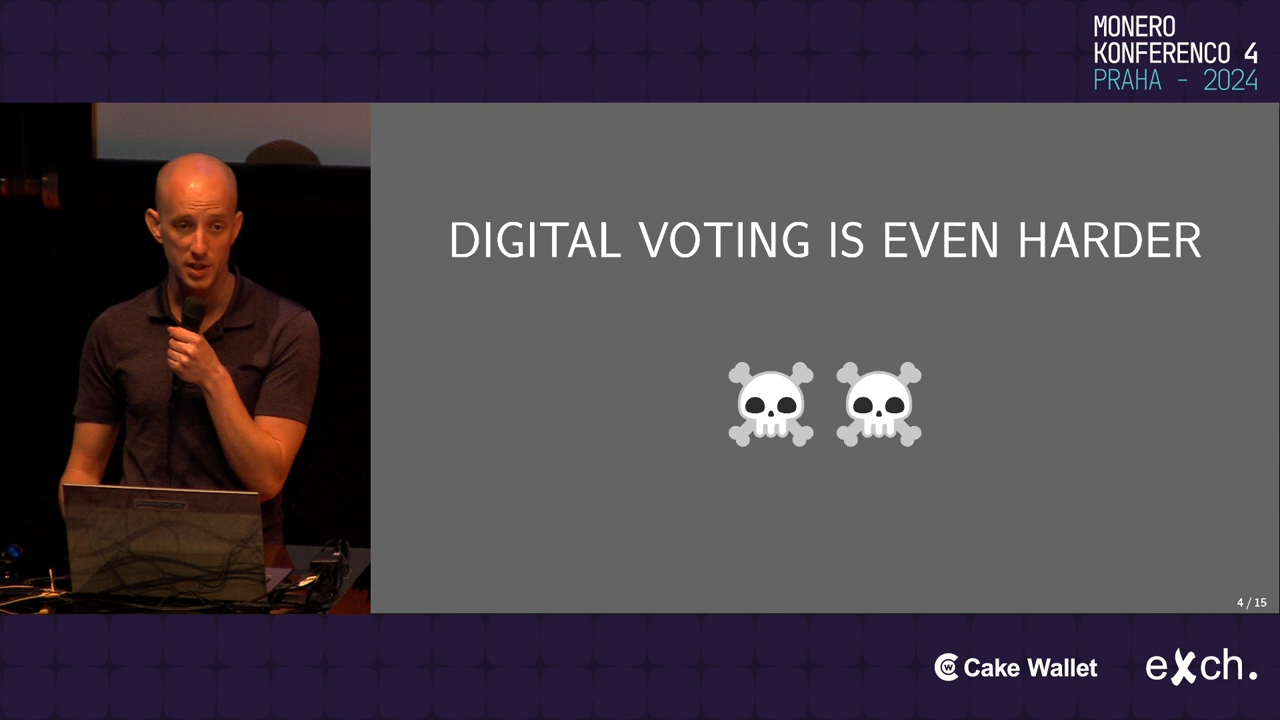 MONERO
KONFERENCO 4
PRAHA - 2024
DIGITAL VOTING IS EVEN HARDER
4 / 15
Cake Wallet
eXch.